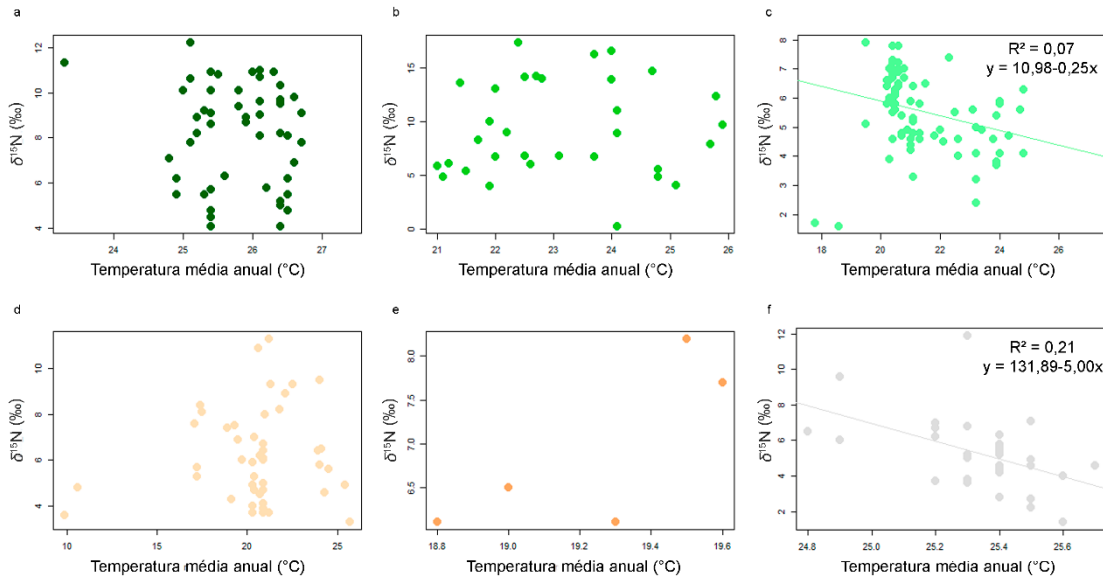 a
12
10
8
6
4
δ¹⁵N (‰)
24
25
26
27
Temperatura média anual (°C)
b
15
10
5
0
δ¹⁵N (‰)
21
22
23
24
25
26
Temperatura média anual (°C)
c
R² = 0,07
y = 10,98-0,25x
8
7
6
5
4
3
2
δ¹⁵N (‰)
20
22
24
26
Temperatura média anual (°C)
d
10
8
6
4
δ¹⁵N (‰)
10
15
20
25
Temperatura média anual (°C)
e
8.0
7.5
7.0
6.5
δ¹⁵N (‰)
18.8
19.0
19.2
19.4
19.6
Temperatura média anual (°C)
f
R² = 0,21
y = 131,89-5,00x
12
10
8
6
4
2
δ¹⁵N (‰)
24.8
25.0
25.2
25.4
25.6
Temperatura média anual (°C)